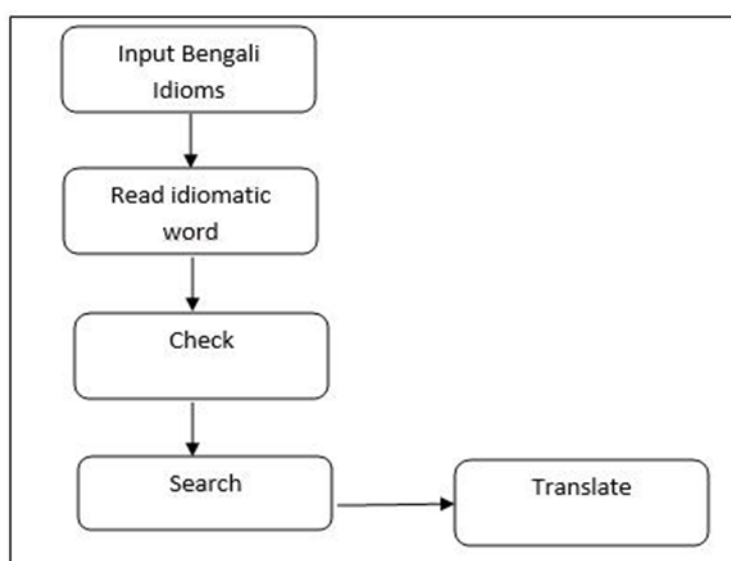 Input Bengali
Idioms
Read idiomatic
word
Check
Search
Translate